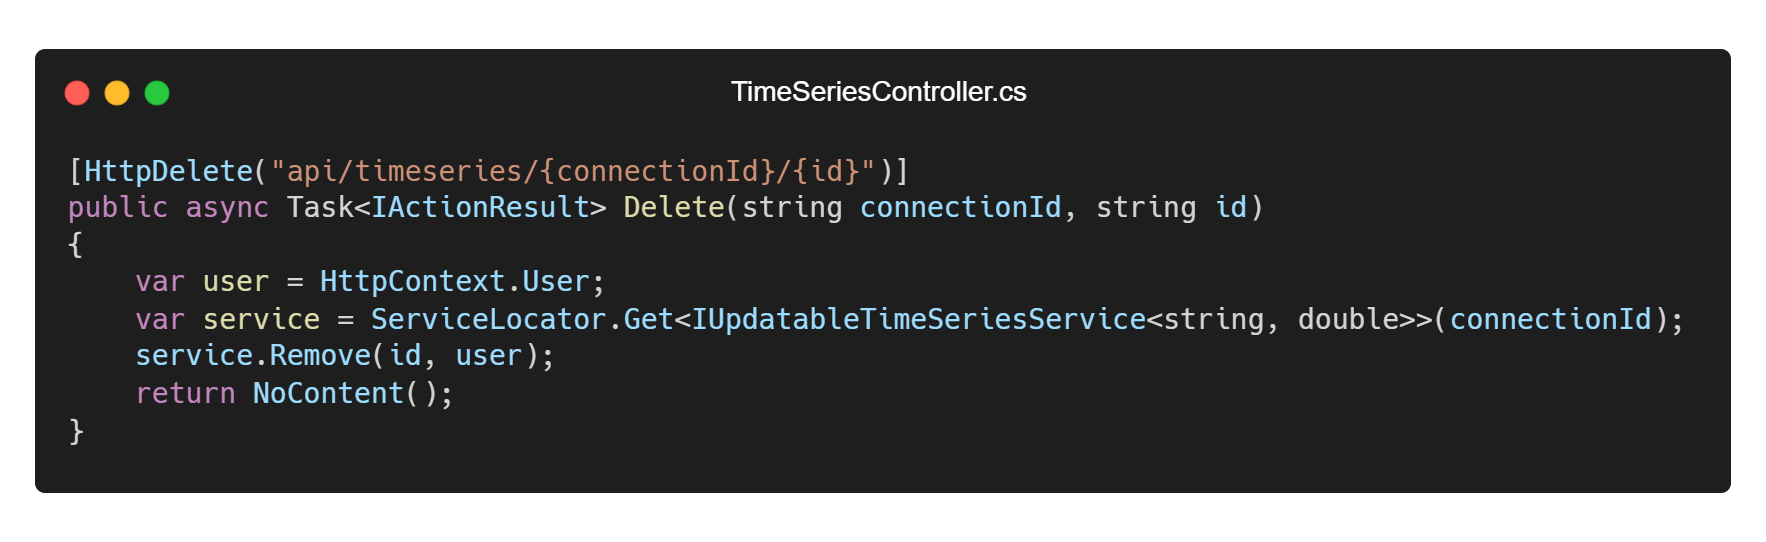 TimeSeriesController.cs
[HttpDelete("api/timeseries/{connectionId}/{id}")]
public async Task<IActionResult> Delete(string connectionId, string id)
{
    var user = HttpContext.User;
    var service = ServiceLocator.Get<IUpdatableTimeSeriesService<string, double>>(connectionId);
    service.Remove(id, user);
    return NoContent();
}